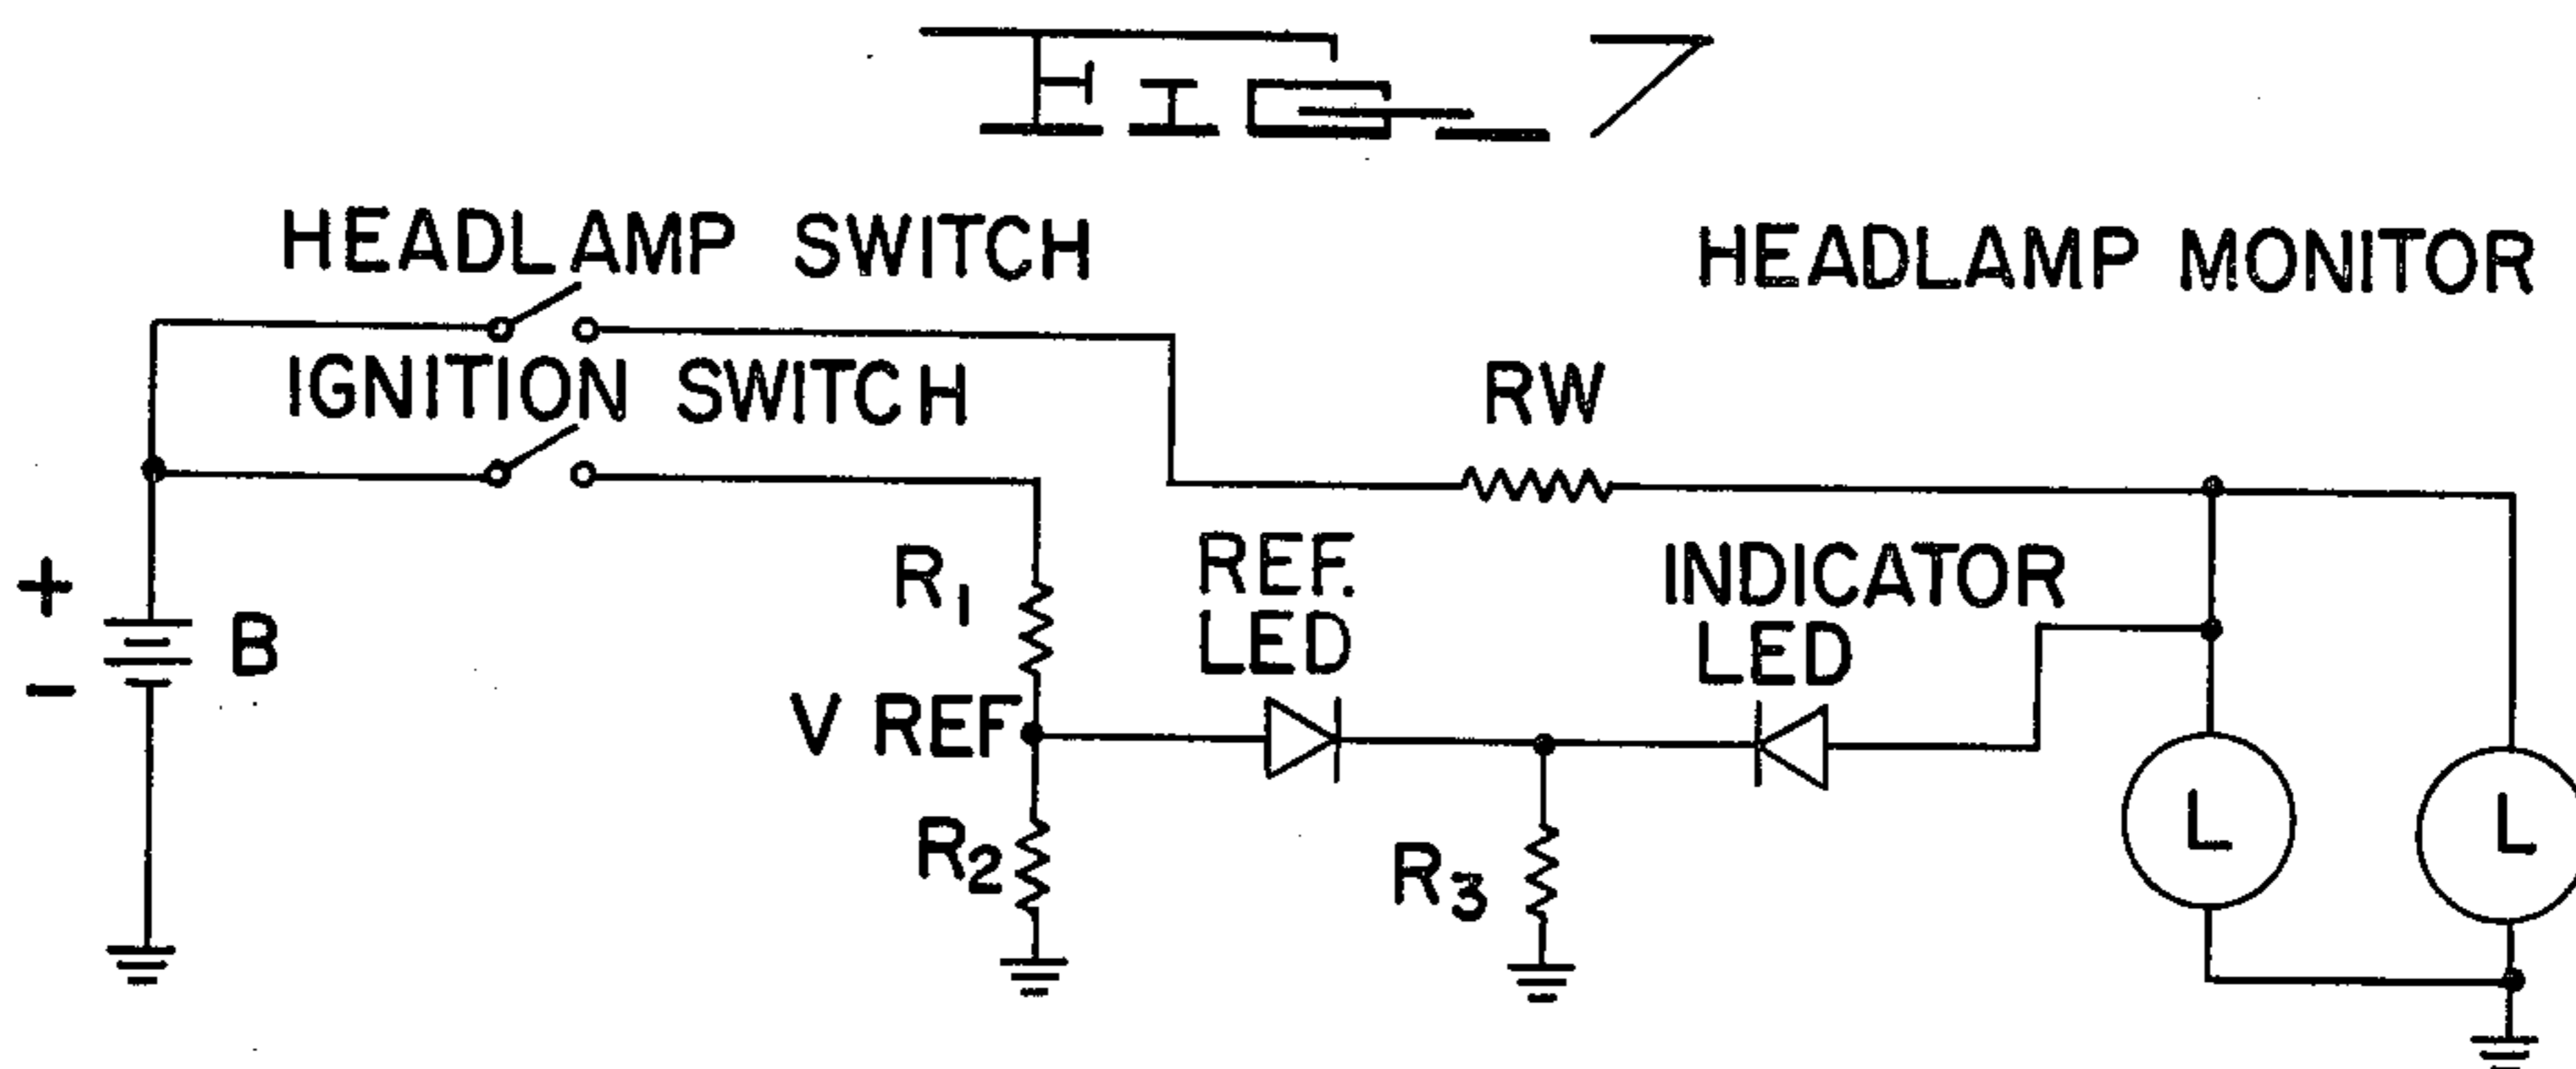 FIG. 7
HEADLAMP SWITCH
HEADLAMP MONITOR
IGNITION SWITCH
RW
R1
REF.
LED
INDICATOR
LED
+
B
-
V REF
R2
R3
L
L